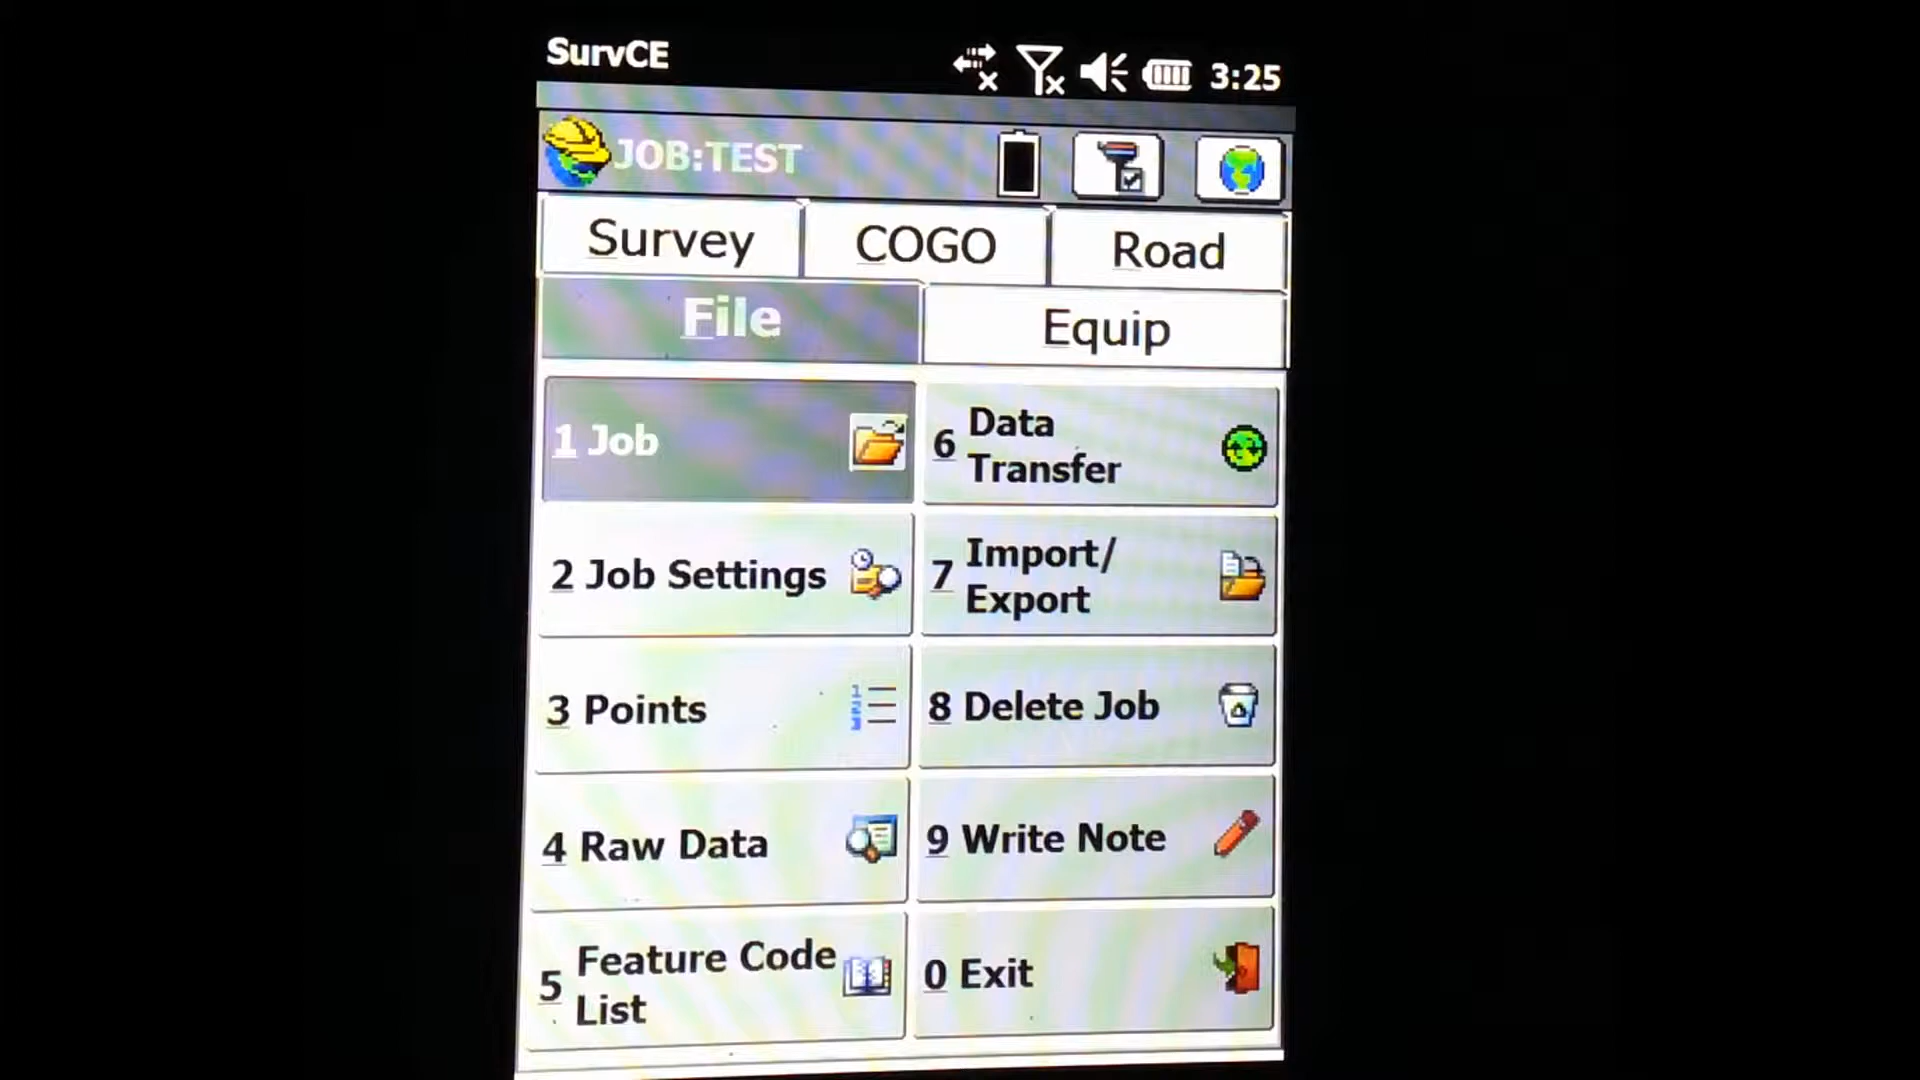 SurvCE 3:25
JOB:TEST
Survey COGO Road
File Equip
1 Job
2 Job Settings
3 Points
4 Raw Data
5 Feature Code
List
6 Data
Transfer
7 Import/
Export
8 Delete Job
9 Write Note
0 Exit